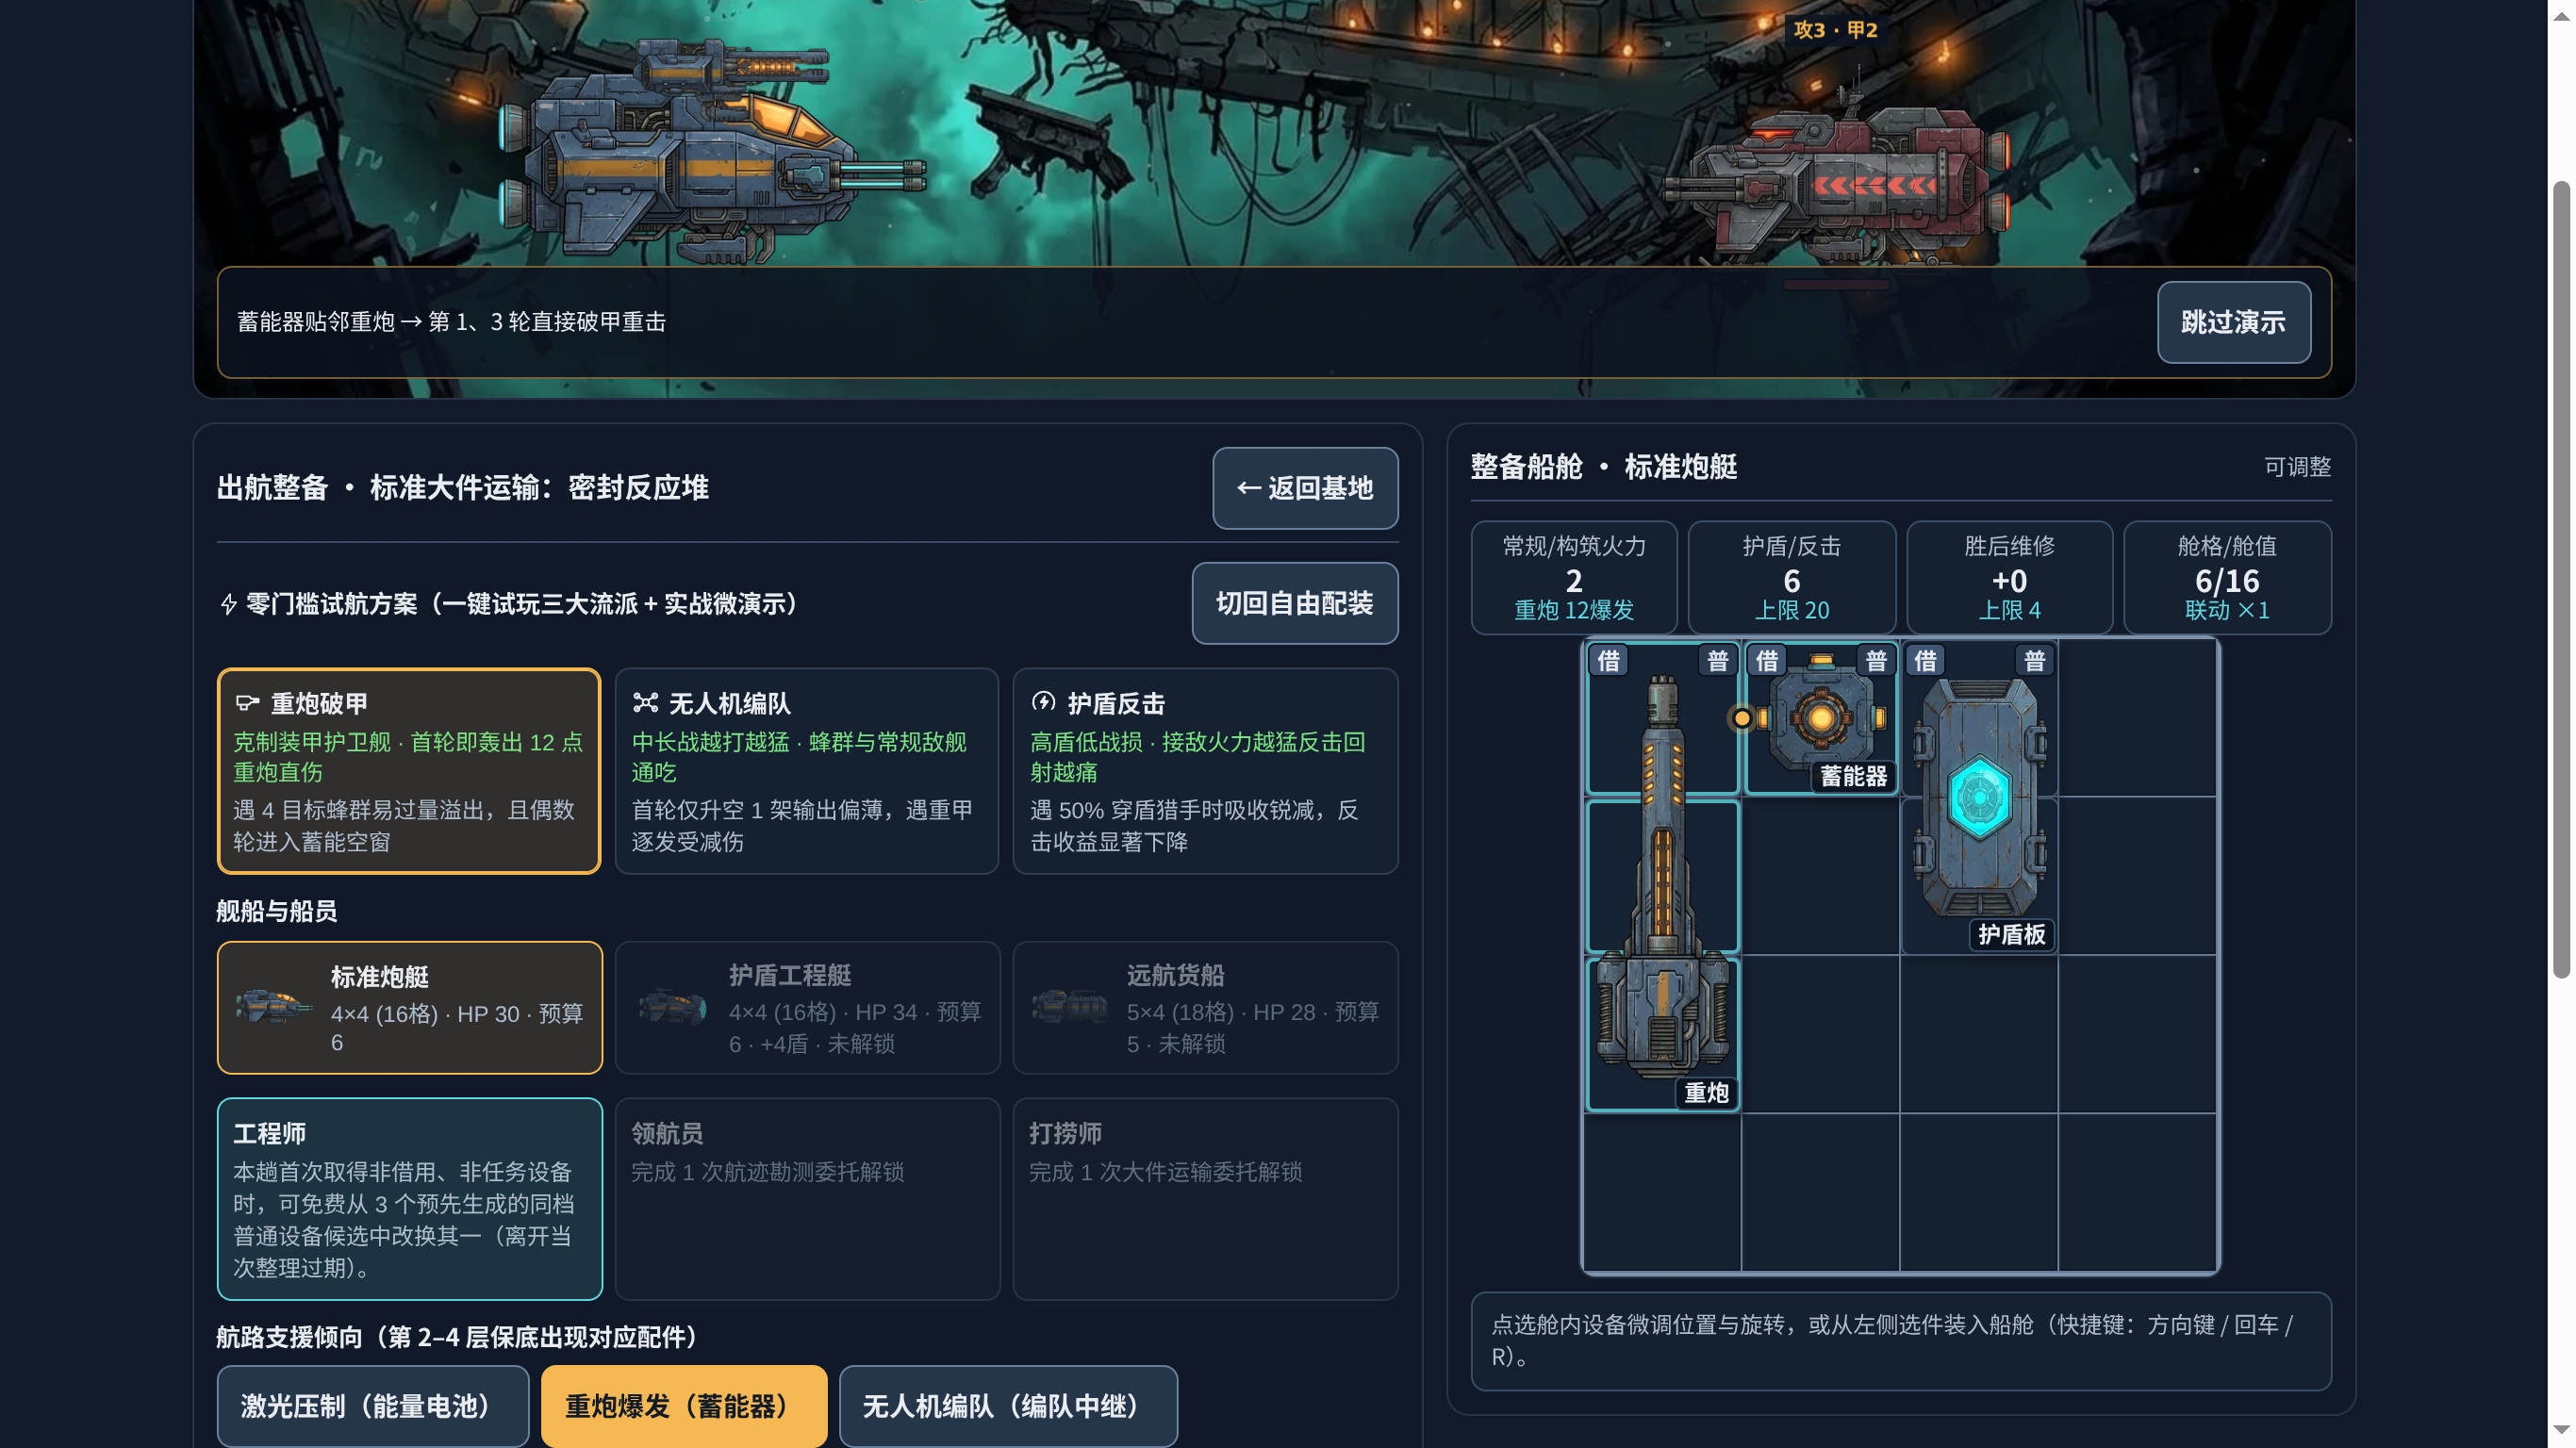 攻3 · 甲2
蓄能器贴邻重炮 → 第 1、3 轮直接破甲重击
跳过演示
出航整备 · 标准大件运输：密封反应堆
← 返回基地
零门槛试航方案（一键试玩三大流派 + 实战微演示）
切回自由配装
重炮破甲
克制装甲护卫舰 · 首轮即轰出 12 点
重炮直伤
遇 4 目标蜂群易过量溢出，且偶数
轮进入蓄能空窗
无人机编队
中长战越打越猛 · 蜂群与常规敌舰
通吃
首轮仅升空 1 架输出偏薄，遇重甲
逐发受减伤
护盾反击
高盾低战损 · 接敌火力越猛反击回
射越痛
遇 50% 穿盾猎手时吸收锐减，反
击收益显著下降
舰船与船员
标准炮艇
4×4 (16格) · HP 30 · 预算
6
护盾工程艇
4×4 (16格) · HP 34 · 预算
6 · +4盾 · 未解锁
远航货船
5×4 (18格) · HP 28 · 预算
5 · 未解锁
工程师
本趟首次取得非借用、非任务设备
时，可免费从 3 个预先生成的同档
普通设备候选中改换其一（离开当
次整理过期）。
领航员
完成 1 次航迹勘测委托解锁
打捞师
完成 1 次大件运输委托解锁
航路支援倾向（第 2–4 层保底出现对应配件）
激光压制（能量电池）
重炮爆发（蓄能器）
无人机编队（编队中继）
整备船舱 · 标准炮艇
可调整
常规/构筑火力
2
重炮 12爆发
护盾/反击
6
上限 20
胜后维修
+0
上限 4
舱格/舱值
6/16
联动 ×1
借
普
借
普
借
普
蓄能器
护盾板
重炮
点选舱内设备微调位置与旋转，或从左侧选件装入船舱（快捷键：方向键 / 回车 /
R）。